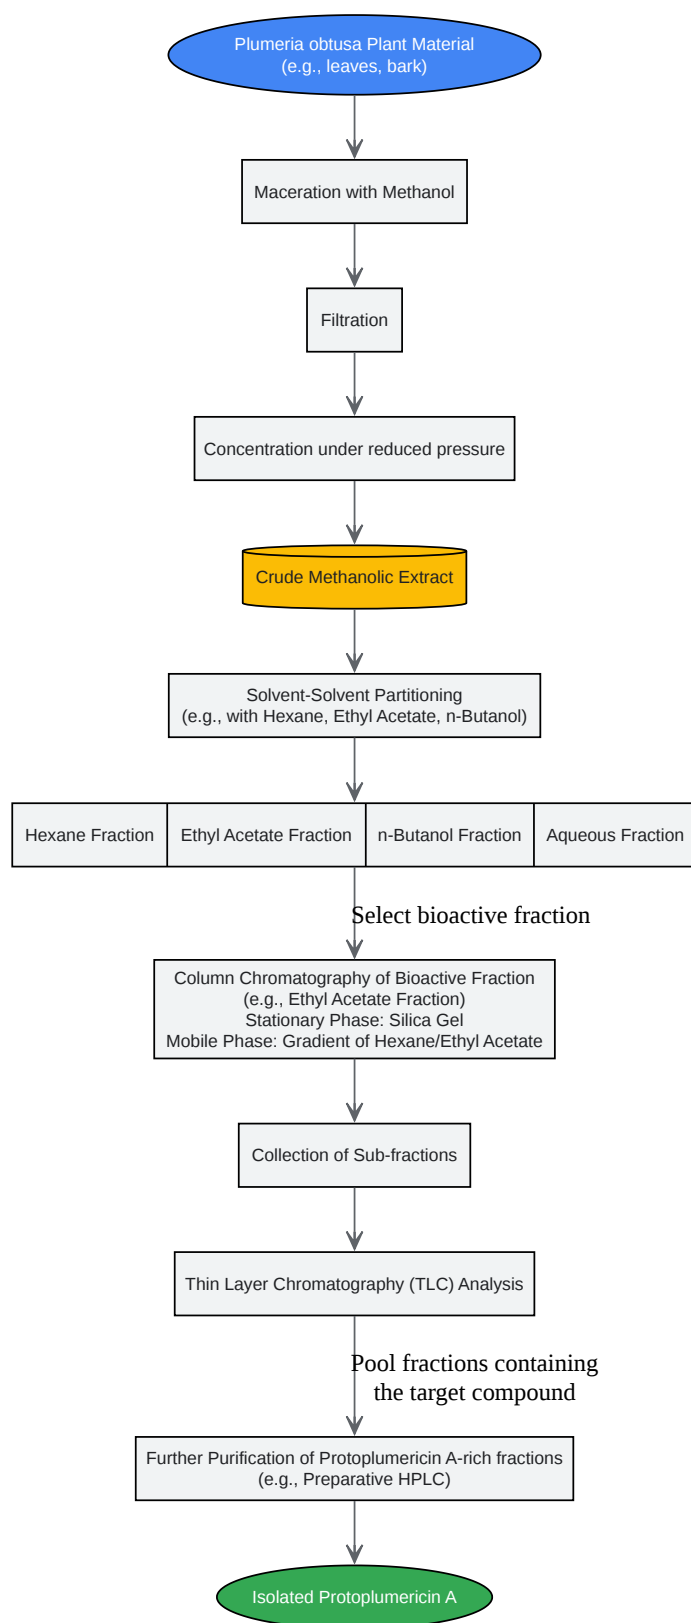 Plumeria obtusa Plant Material
(e.g., leaves, bark)
Maceration with Methanol
Filtration
Concentration under reduced pressure
Crude Methanolic Extract
Solvent-Solvent Partitioning
(e.g., with Hexane, Ethyl Acetate, n-Butanol)
Hexane Fraction
Ethyl Acetate Fraction
n-Butanol Fraction
Aqueous Fraction
Select bioactive fraction
Column Chromatography of Bioactive Fraction
(e.g., Ethyl Acetate Fraction)
Stationary Phase: Silica Gel
Mobile Phase: Gradient of Hexane/Ethyl Acetate
Collection of Sub-fractions
Thin Layer Chromatography (TLC) Analysis
Pool fractions containing
the target compound
Further Purification of Protoplumericin A-rich fractions
(e.g., Preparative HPLC)
Isolated Protoplumericin A